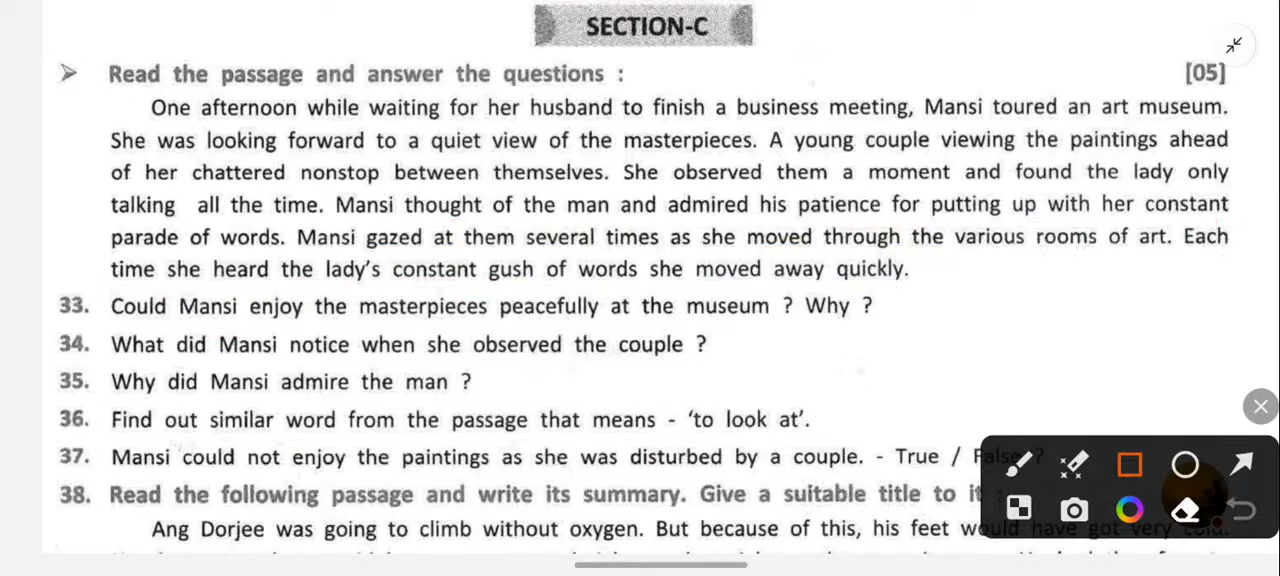 SECTION-C
➤ Read the passage and answer the questions : [05]
One afternoon while waiting for her husband to finish a business meeting, Mansi toured an art museum.
She was looking forward to a quiet view of the masterpieces. A young couple viewing the paintings ahead
of her chattered nonstop between themselves. She observed them a moment and found the lady only
talking all the time. Mansi thought of the man and admired his patience for putting up with her constant
parade of words. Mansi gazed at them several times as she moved through the various rooms of art. Each
time she heard the lady's constant gush of words she moved away quickly.
33. Could Mansi enjoy the masterpieces peacefully at the museum ? Why ?
34. What did Mansi notice when she observed the couple ?
35. Why did Mansi admire the man ?
36. Find out similar word from the passage that means - 'to look at'.
37. Mansi could not enjoy the paintings as she was disturbed by a couple. - True / False ?
38. Read the following passage and write its summary. Give a suitable title to it :
Ang Dorjee was going to climb without oxygen. But because of this, his feet would have got very cold.